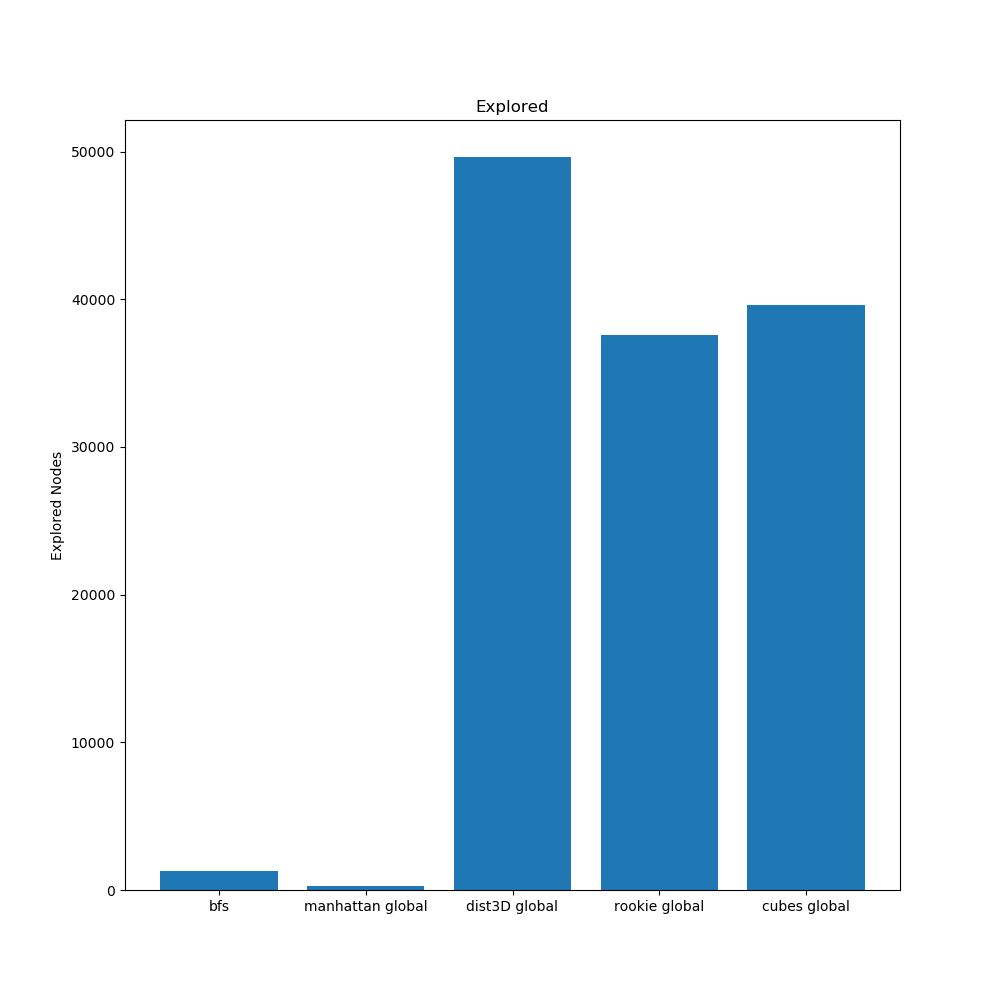 Explored
50000
40000
30000
20000
10000
0
Explored Nodes
bfs
manhattan global
dist3D global
rookie global
cubes global